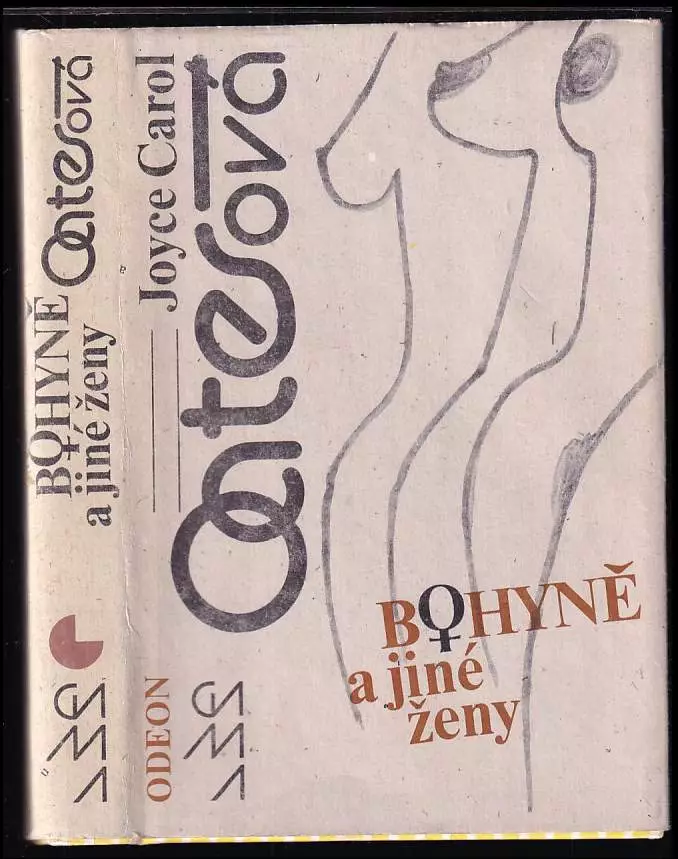 Oatesová
BOHYNĚ
a jiné ženy
Joyce Carol
Oatesová
ODEON
BOHYNĚ
a jiné
ženy